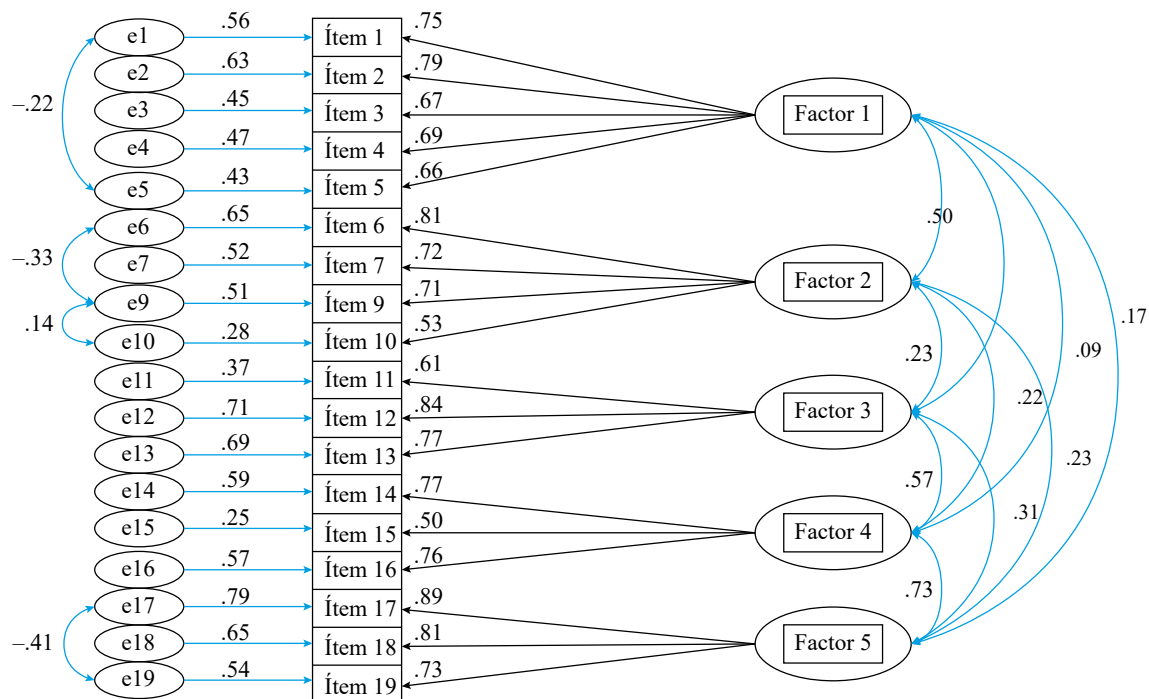 e1 .56 Ítem 1 .75
e2 .63 Ítem 2 .79
e3 .45 Ítem 3 .67
e4 .47 Ítem 4 .69
e5 .43 Ítem 5 .66
e6 .65 Ítem 6 .81
e7 .52 Ítem 7 .72
e9 .51 Ítem 9 .71
e10 .28 Ítem 10 .53
e11 .37 Ítem 11 .61
e12 .71 Ítem 12 .84
e13 .69 Ítem 13 .77
e14 .59 Ítem 14 .77
e15 .25 Ítem 15 .50
e16 .57 Ítem 16 .76
e17 .79 Ítem 17 .89
e18 .65 Ítem 18 .81
e19 .54 Ítem 19 .73
–.22
–.33
.14
–.41
Factor 1
Factor 2
Factor 3
Factor 4
Factor 5
.50
.23
.57
.73
.22
.31
.09
.23
.17